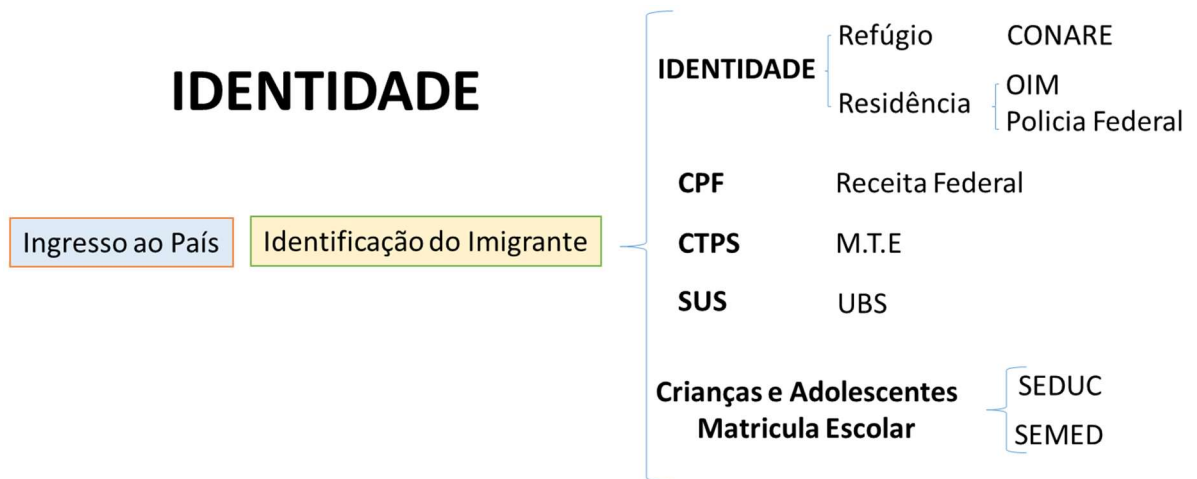 IDENTIDADE
Ingresso ao País
Identificação do Imigrante
IDENTIDADE
Refúgio
CONARE
Residência
OIM
Policia Federal
CPF
Receita Federal
CTPS
M.T.E
SUS
UBS
Crianças e Adolescentes
Matricula Escolar
SEDUC
SEMED